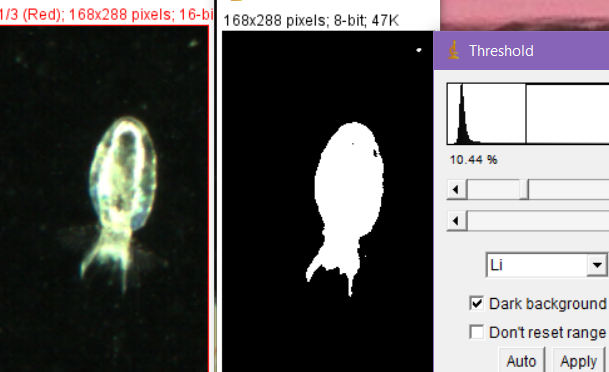 1/3 (Red); 168x288 pixels; 16-bi
168x288 pixels; 8-bit; 47K
Threshold
10.44 %
Li
Dark background
Don't reset range
Auto Apply